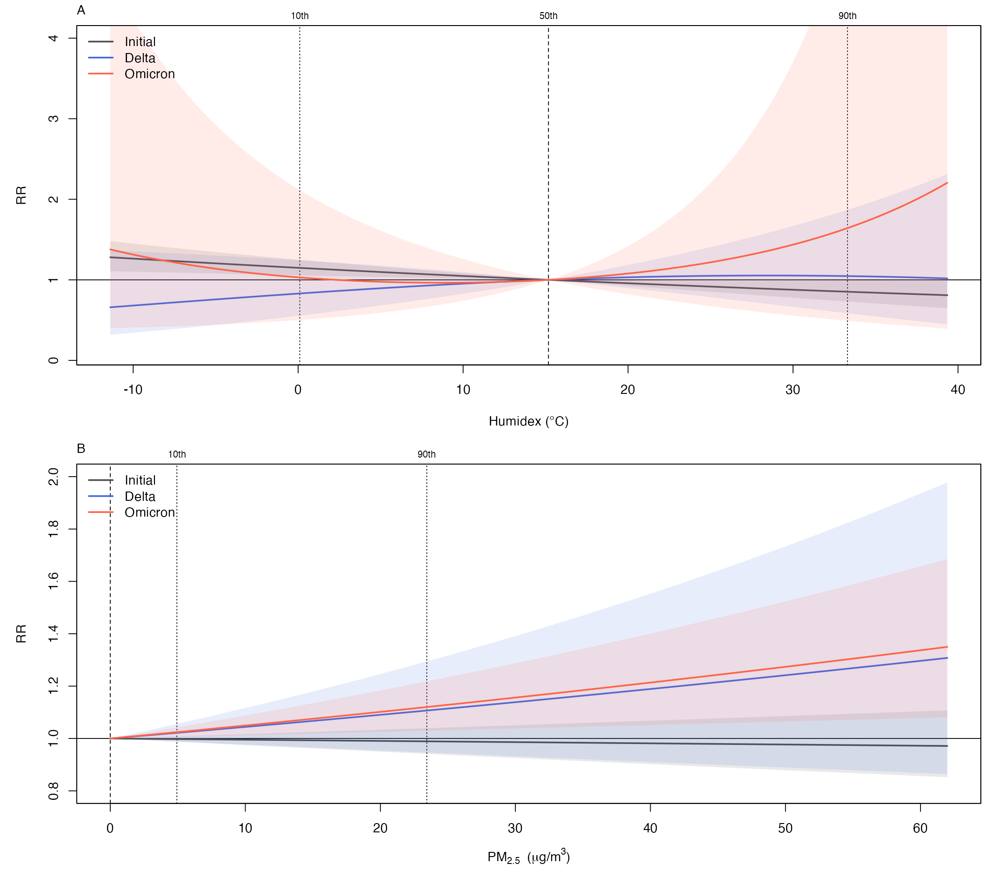 A
10th 50th 90th
Initial
Delta
Omicron
4
3
2
1
0
RR
-10 0 10 20 30 40
Humidex (°C)
B
10th 90th
Initial
Delta
Omicron
2.0
1.8
1.6
1.4
1.2
1.0
0.8
RR
0 10 20 30 40 50 60
PM2.5 (μg/m3)